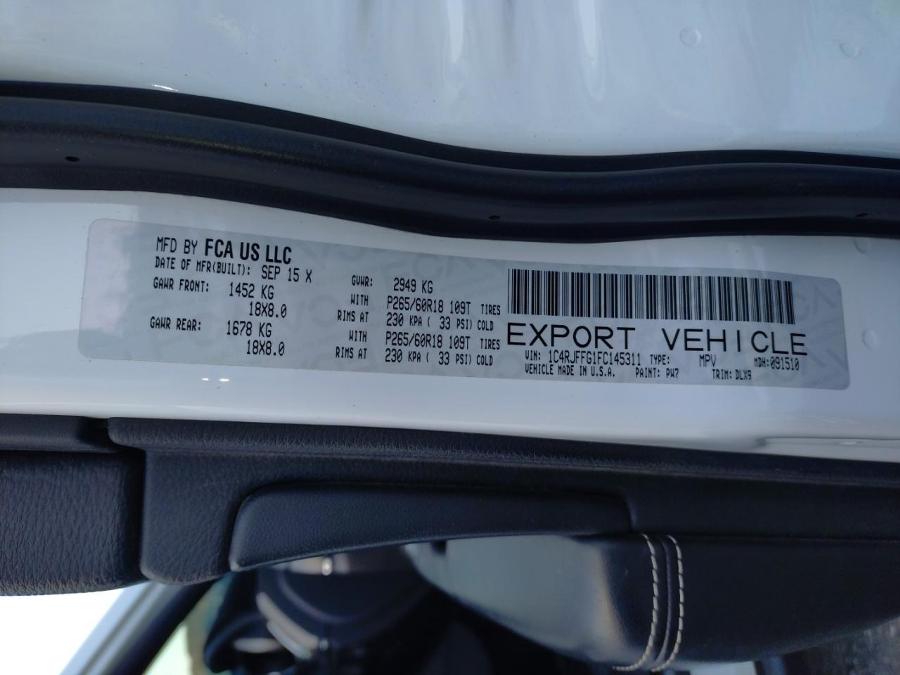 MFD BY FCA US LLC
DATE OF MFR(BUILT): SEP 15 X
GAWR FRONT: 1452 KG
18X8.0
GAWR REAR: 1678 KG
18X8.0
GVWR: 2949 KG
WITH P265/60R18 109T TIRES
RIMS AT 230 KPA ( 33 PSI) COLD
WITH P265/60R18 109T TIRES
RIMS AT 230 KPA ( 33 PSI) COLD
EXPORT VEHICLE
VIN: 1C4RJFFG1FC145311 TYPE: MPV MDH:091510
VEHICLE MADE IN U.S.A. PAINT: PW7 TRIM: DLX9